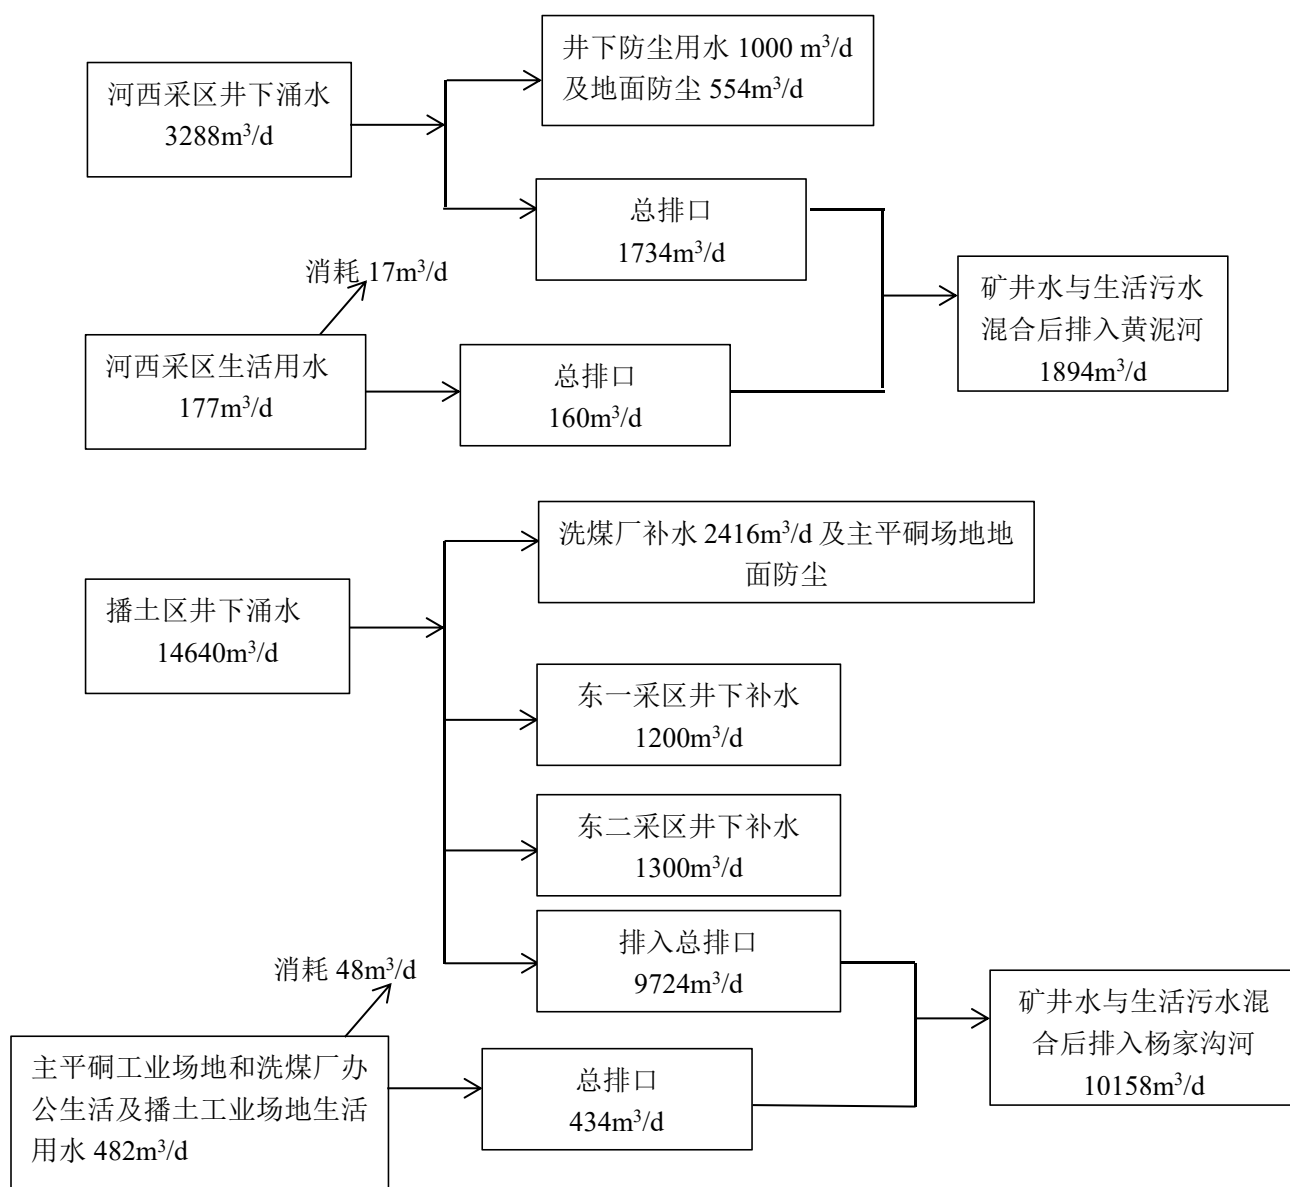 井下防尘用水 1000 m³/d
及地面防尘 554m³/d
河西采区井下涌水
3288m³/d
总排口
1734m³/d
消耗 17m³/d
矿井水与生活污水
混合后排入黄泥河
1894m³/d
河西采区生活用水
177m³/d
总排口
160m³/d
洗煤厂补水 2416m³/d 及主平硐场地地
面防尘
播土区井下涌水
14640m³/d
东一采区井下补水
1200m³/d
东二采区井下补水
1300m³/d
排入总排口
9724m³/d
消耗 48m³/d
矿井水与生活污水混
合后排入杨家沟河
10158m³/d
主平硐工业场地和洗煤厂办
公生活及播土工业场地生活
用水 482m³/d
总排口
434m³/d